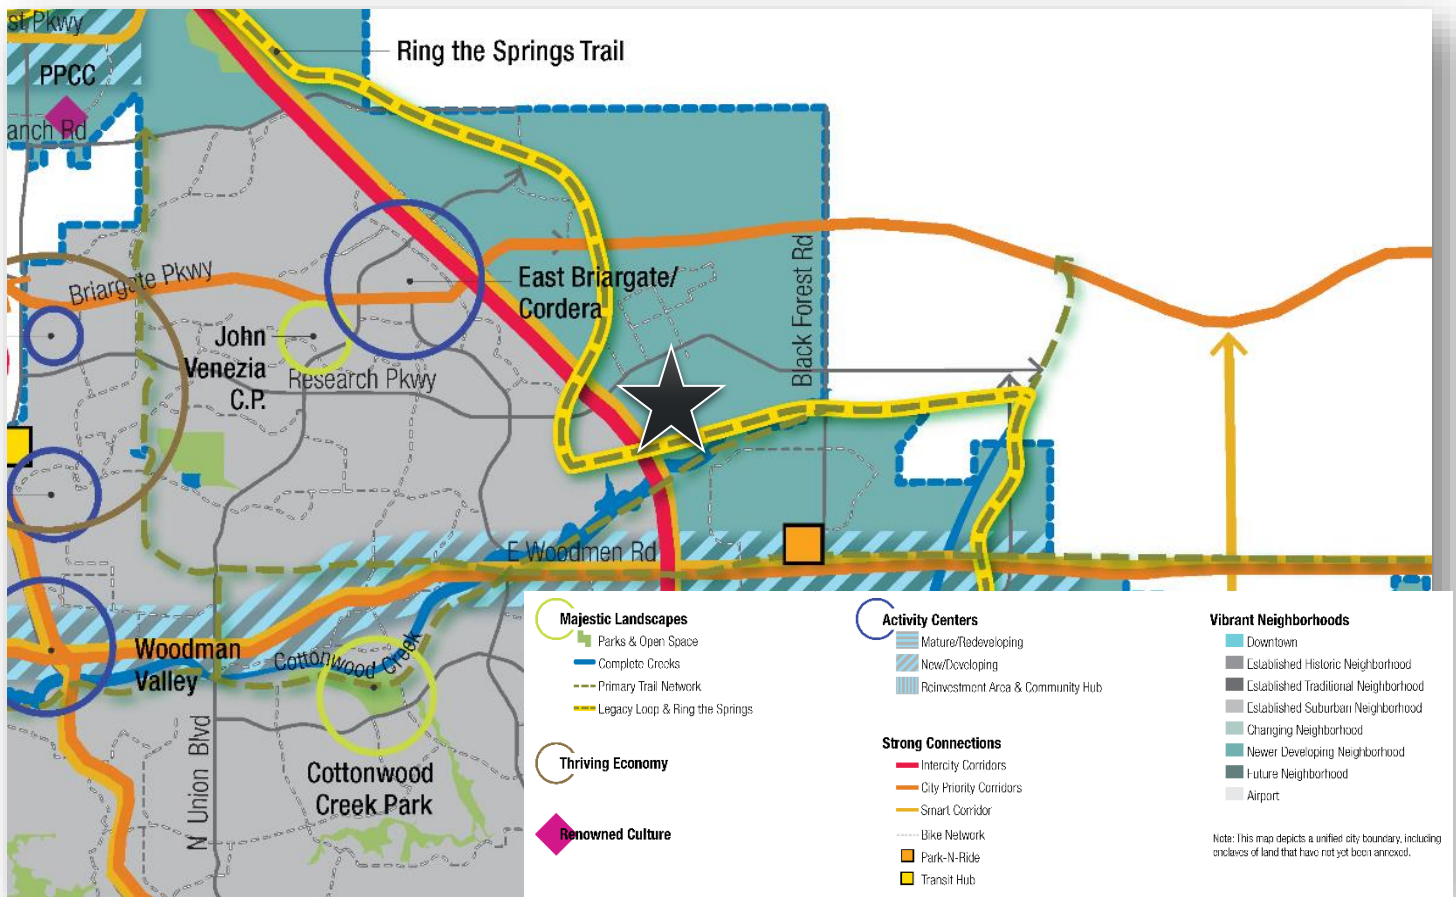 st Pkwy
PPCC
anch Rd
Ring the Springs Trail
Briargate Pkwy
East Briargate/
Cordera
John
Venezia
C.P.
Research Pkwy
Black Forest Rd
E Woodmen Rd
Woodman
Valley
Cottonwood Creek
N Union Blvd
Cottonwood
Creek Park
Majestic Landscapes
Parks & Open Space
Complete Creeks
Primary Trail Network
Legacy Loop & Ring the Springs
Thriving Economy
Renowned Culture
Activity Centers
Mature/Redeveloping
New/Developing
Reinvestment Area & Community Hub
Strong Connections
Intercity Corridors
City Priority Corridors
Smart Corridor
Bike Network
Park-N-Ride
Transit Hub
Vibrant Neighborhoods
Downtown
Established Historic Neighborhood
Established Traditional Neighborhood
Established Suburban Neighborhood
Changing Neighborhood
Newer Developing Neighborhood
Future Neighborhood
Airport
Note: This map depicts a unified city boundary, including
enclaves of land that have not yet been annexed.